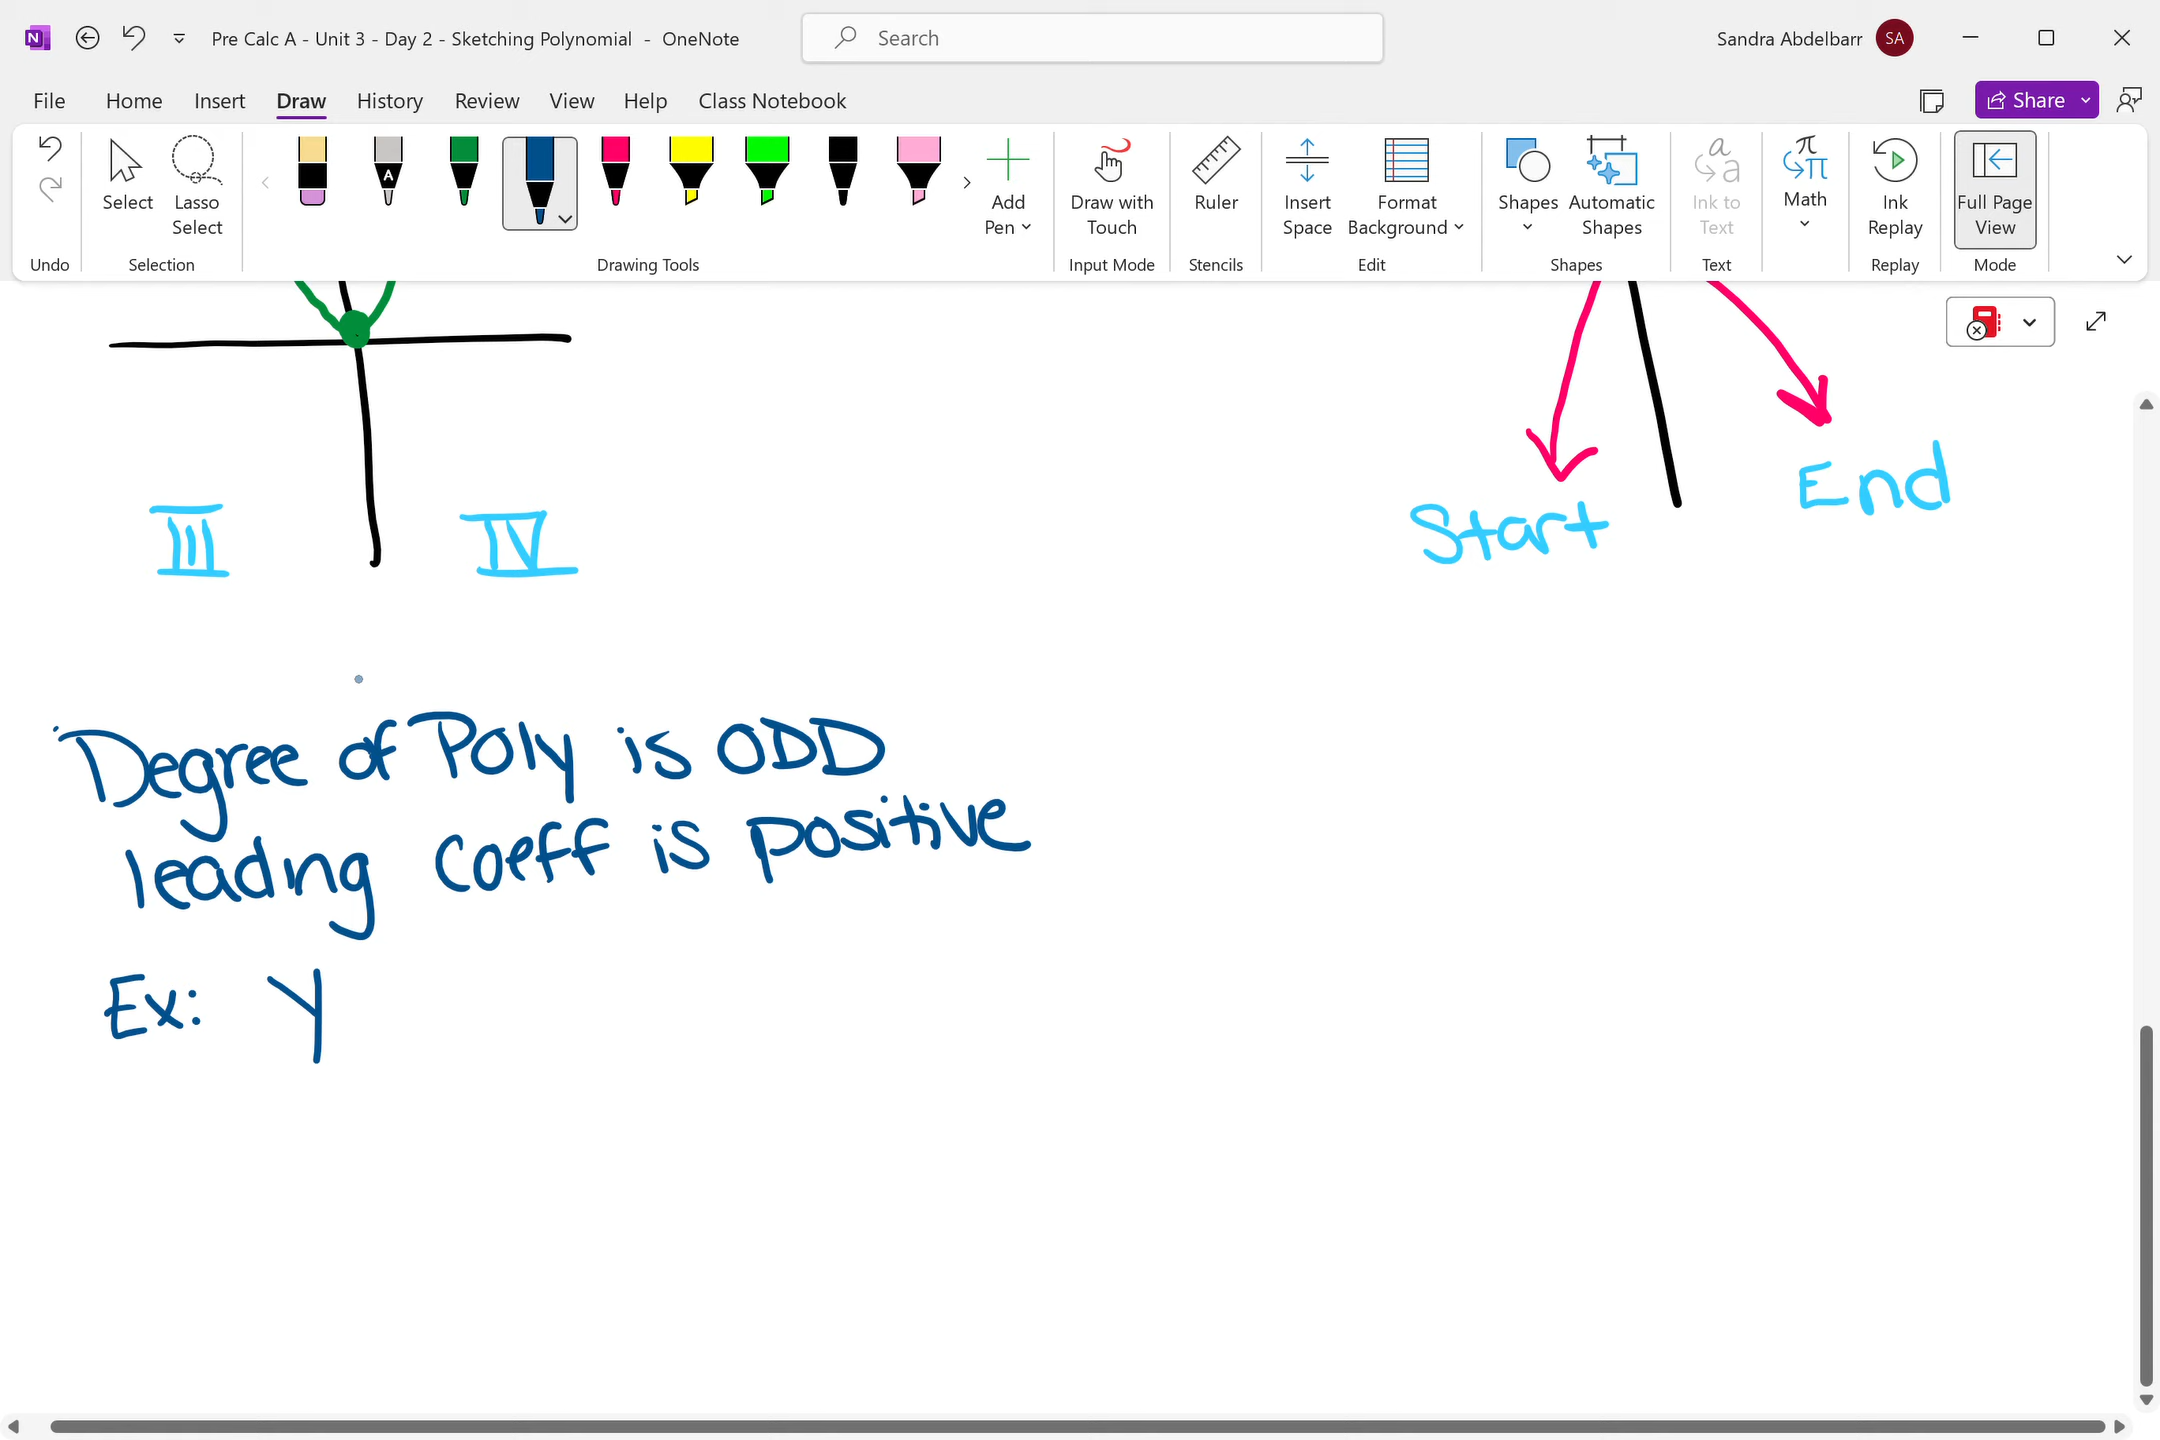 Pre Calc A - Unit 3 - Day 2 - Sketching Polynomial - OneNote
Search
Sandra Abdelbarr
SA
File
Home
Insert
Draw
History
Review
View
Help
Class Notebook
Share
Select
Lasso Select
A
Add Pen
Draw with Touch
Ruler
Insert Space
Format Background
Shapes
Automatic Shapes
Ink to Text
Math
Ink Replay
Full Page View
Undo
Selection
Drawing Tools
Input Mode
Stencils
Edit
Shapes
Text
Replay
Mode
III
IV
Start
End
Degree of Poly is ODD
leading coeff is positive
Ex: y